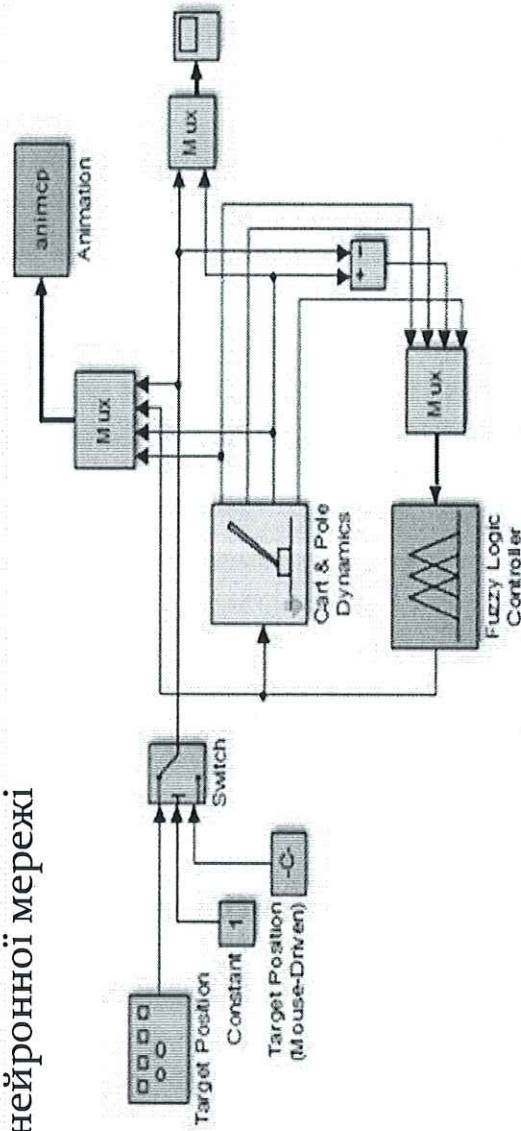 нейронної мережі
animcp
Animation
Mux
Mux
Target Position
1
Constant
-C-
Target Position
(Mouse-Driven)
Switch
Cart & Pole
Dynamics
+ -
Mux
Fuzzy Logic
Controller